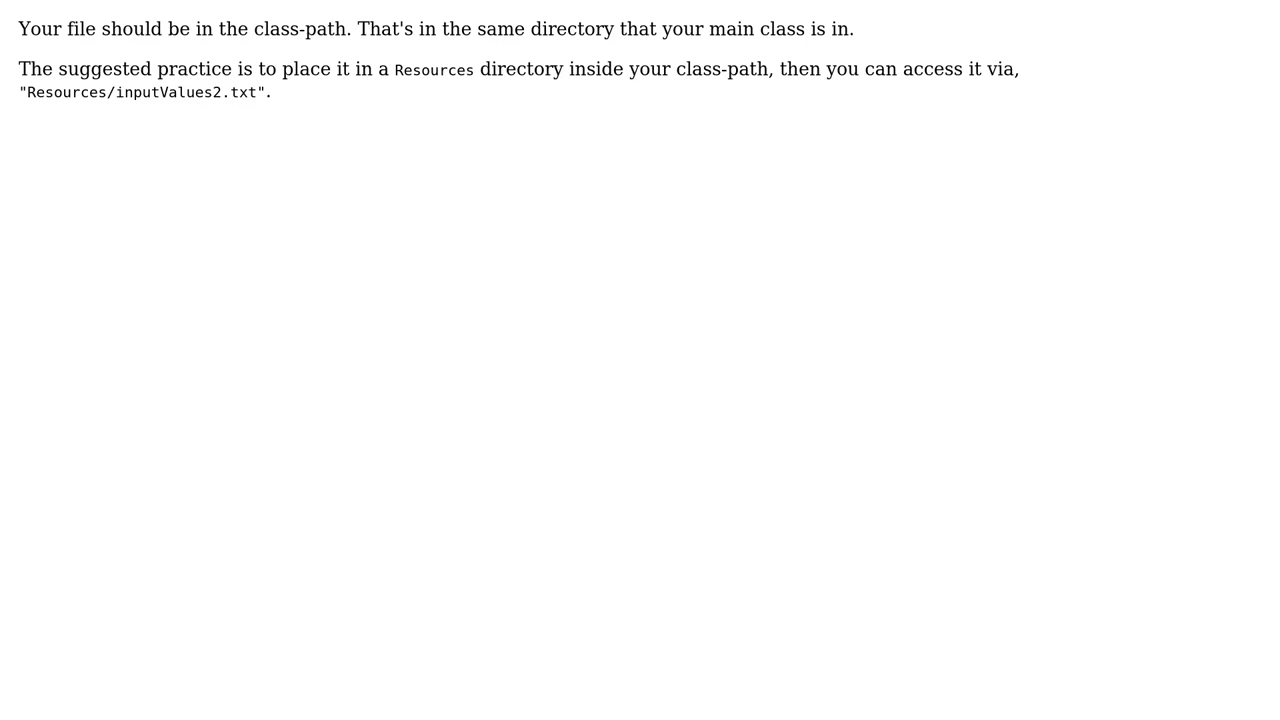 Your file should be in the class-path. That's in the same directory that your main class is in.
The suggested practice is to place it in a Resources directory inside your class-path, then you can access it via,
"Resources/inputValues2.txt".